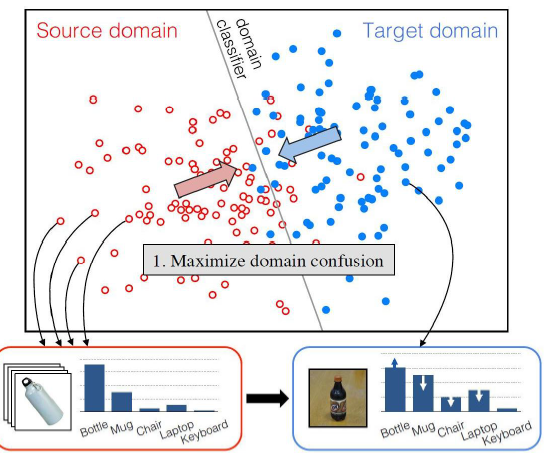 Source domain
domain
classifier
Target domain
1. Maximize domain confusion
Bottle Mug Chair Laptop Keyboard
Bottle Mug Chair Laptop Keyboard